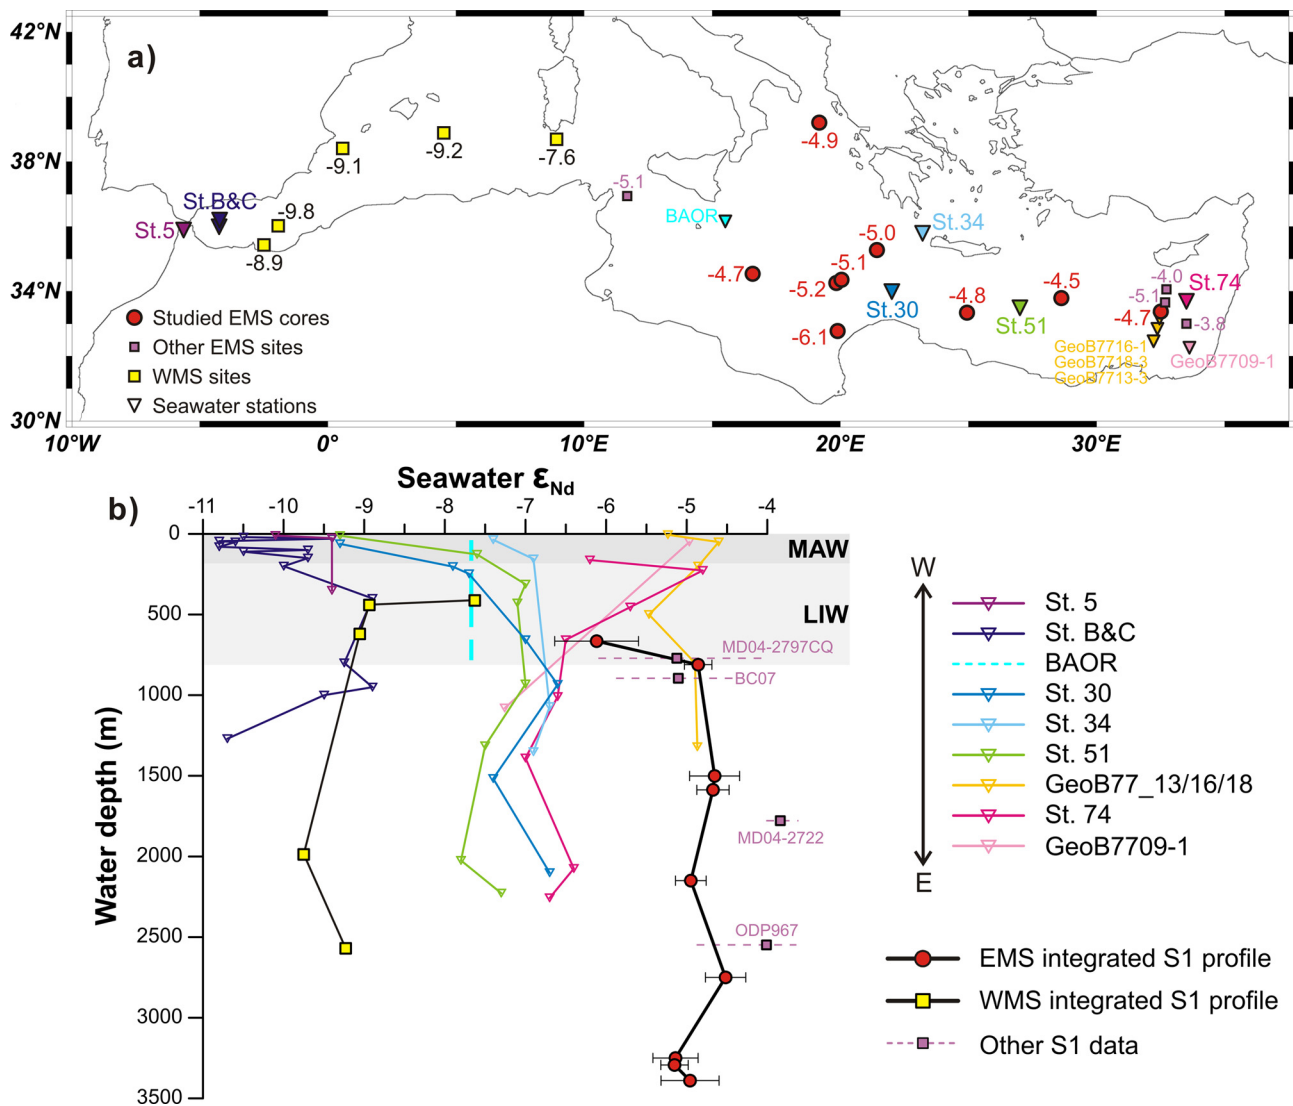 42°N
a)
38°N
34°N
30°N
-4.9
-9.1
-9.2
-7.6
-5.1
St.B&C
-9.8
St.5
-8.9
BAOR
St.34
-5.0
-4.7
-5.1
-5.2
-6.1
St.30
-4.8
St.51
-4.5
-4.0
St.74
-5.1
-4.7
-3.8
GeoB7716-1
GeoB7718-3
GeoB7713-3
GeoB7709-1
Studied EMS cores
Other EMS sites
WMS sites
Seawater stations
10°W
0°
10°E
20°E
30°E
b)
Seawater εNd
-11
-10
-9
-8
-7
-6
-5
-4
0
500
1000
1500
2000
2500
3000
3500
Water depth (m)
MAW
LIW
MD04-2797CQ
BC07
MD04-2722
ODP967
W
E
St. 5
St. B&C
BAOR
St. 30
St. 34
St. 51
GeoB77_13/16/18
St. 74
GeoB7709-1
EMS integrated S1 profile
WMS integrated S1 profile
Other S1 data